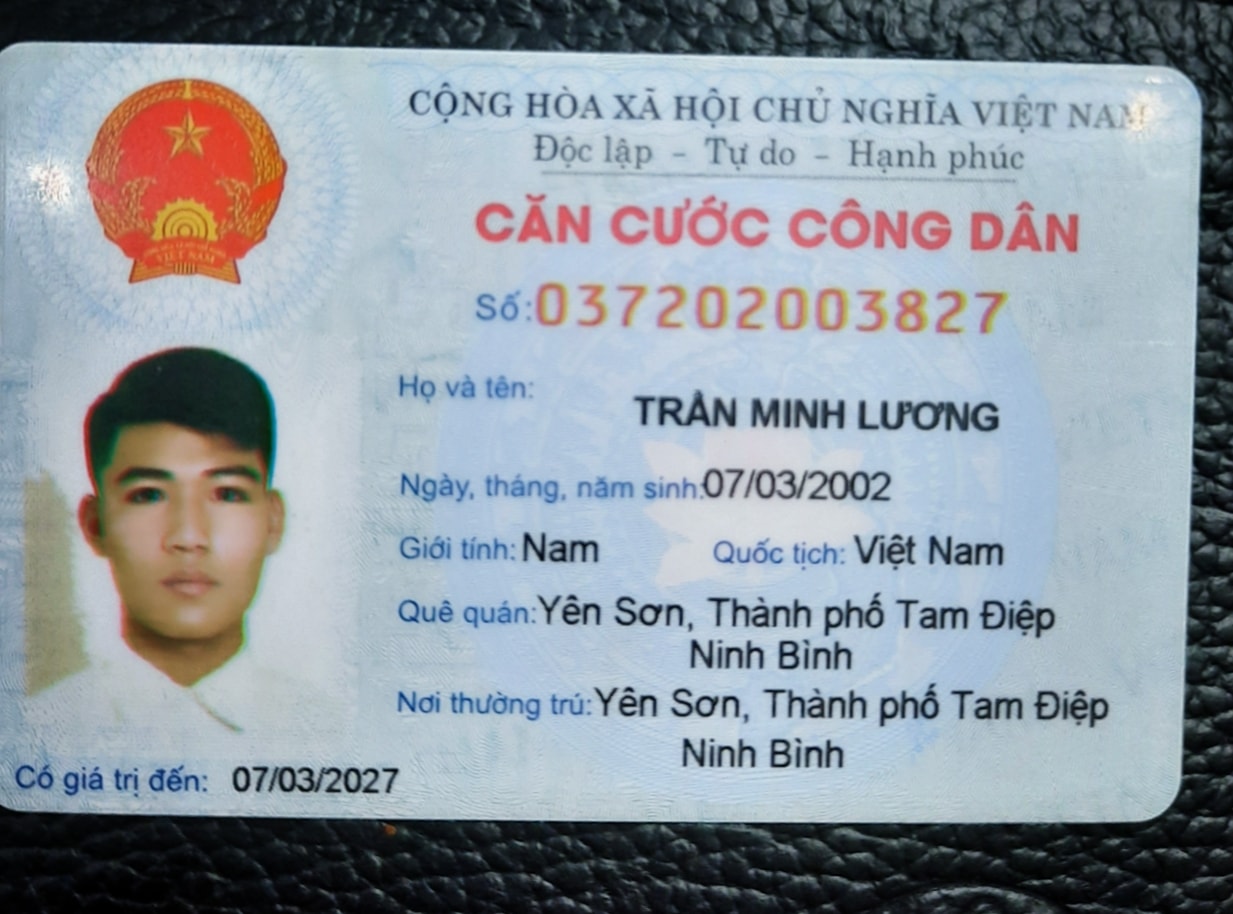 CỘNG HÒA XÃ HỘI CHỦ NGHĨA VIỆT NAM
Độc lập - Tự do - Hạnh phúc
CĂN CƯỚC CÔNG DÂN
Số: 037202003827
Họ và tên:
TRẦN MINH LƯƠNG
Ngày, tháng, năm sinh: 07/03/2002
Giới tính: Nam Quốc tịch: Việt Nam
Quê quán: Yên Sơn, Thành phố Tam Điệp
Ninh Bình
Nơi thường trú: Yên Sơn, Thành phố Tam Điệp
Ninh Bình
Có giá trị đến: 07/03/2027
VIỆT NAM